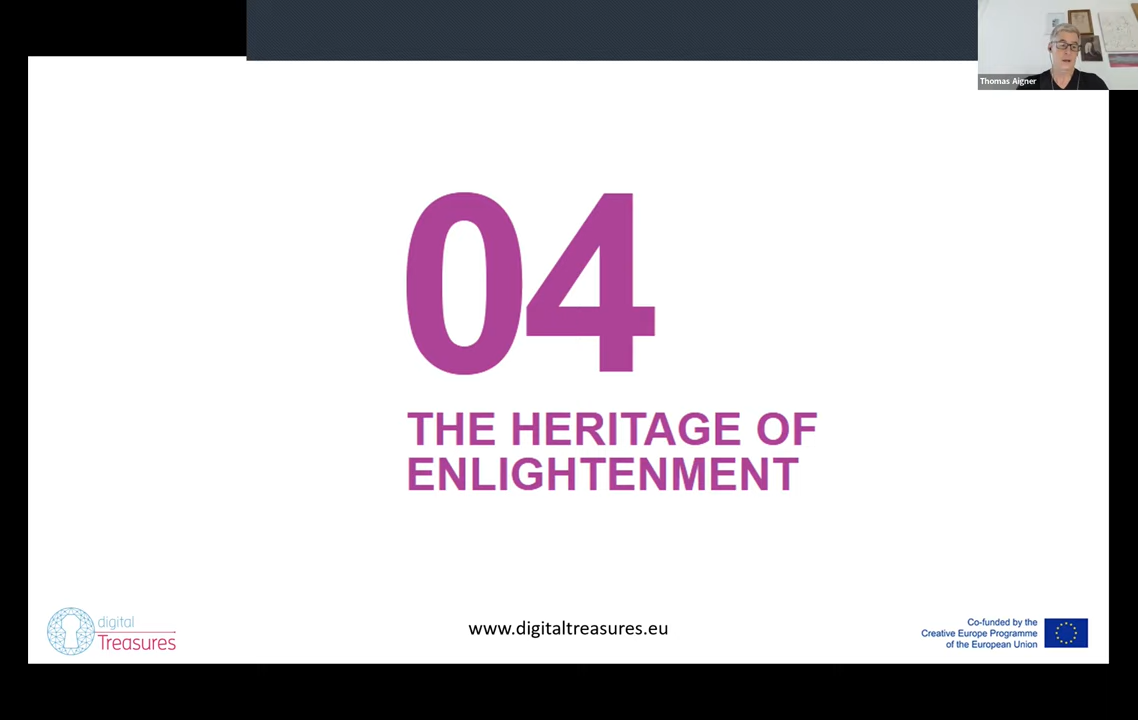 Thomas Aigner
04
THE HERITAGE OF
ENLIGHTENMENT
digital
Treasures
www.digitaltreasures.eu
Co-funded by the
Creative Europe Programme
of the European Union